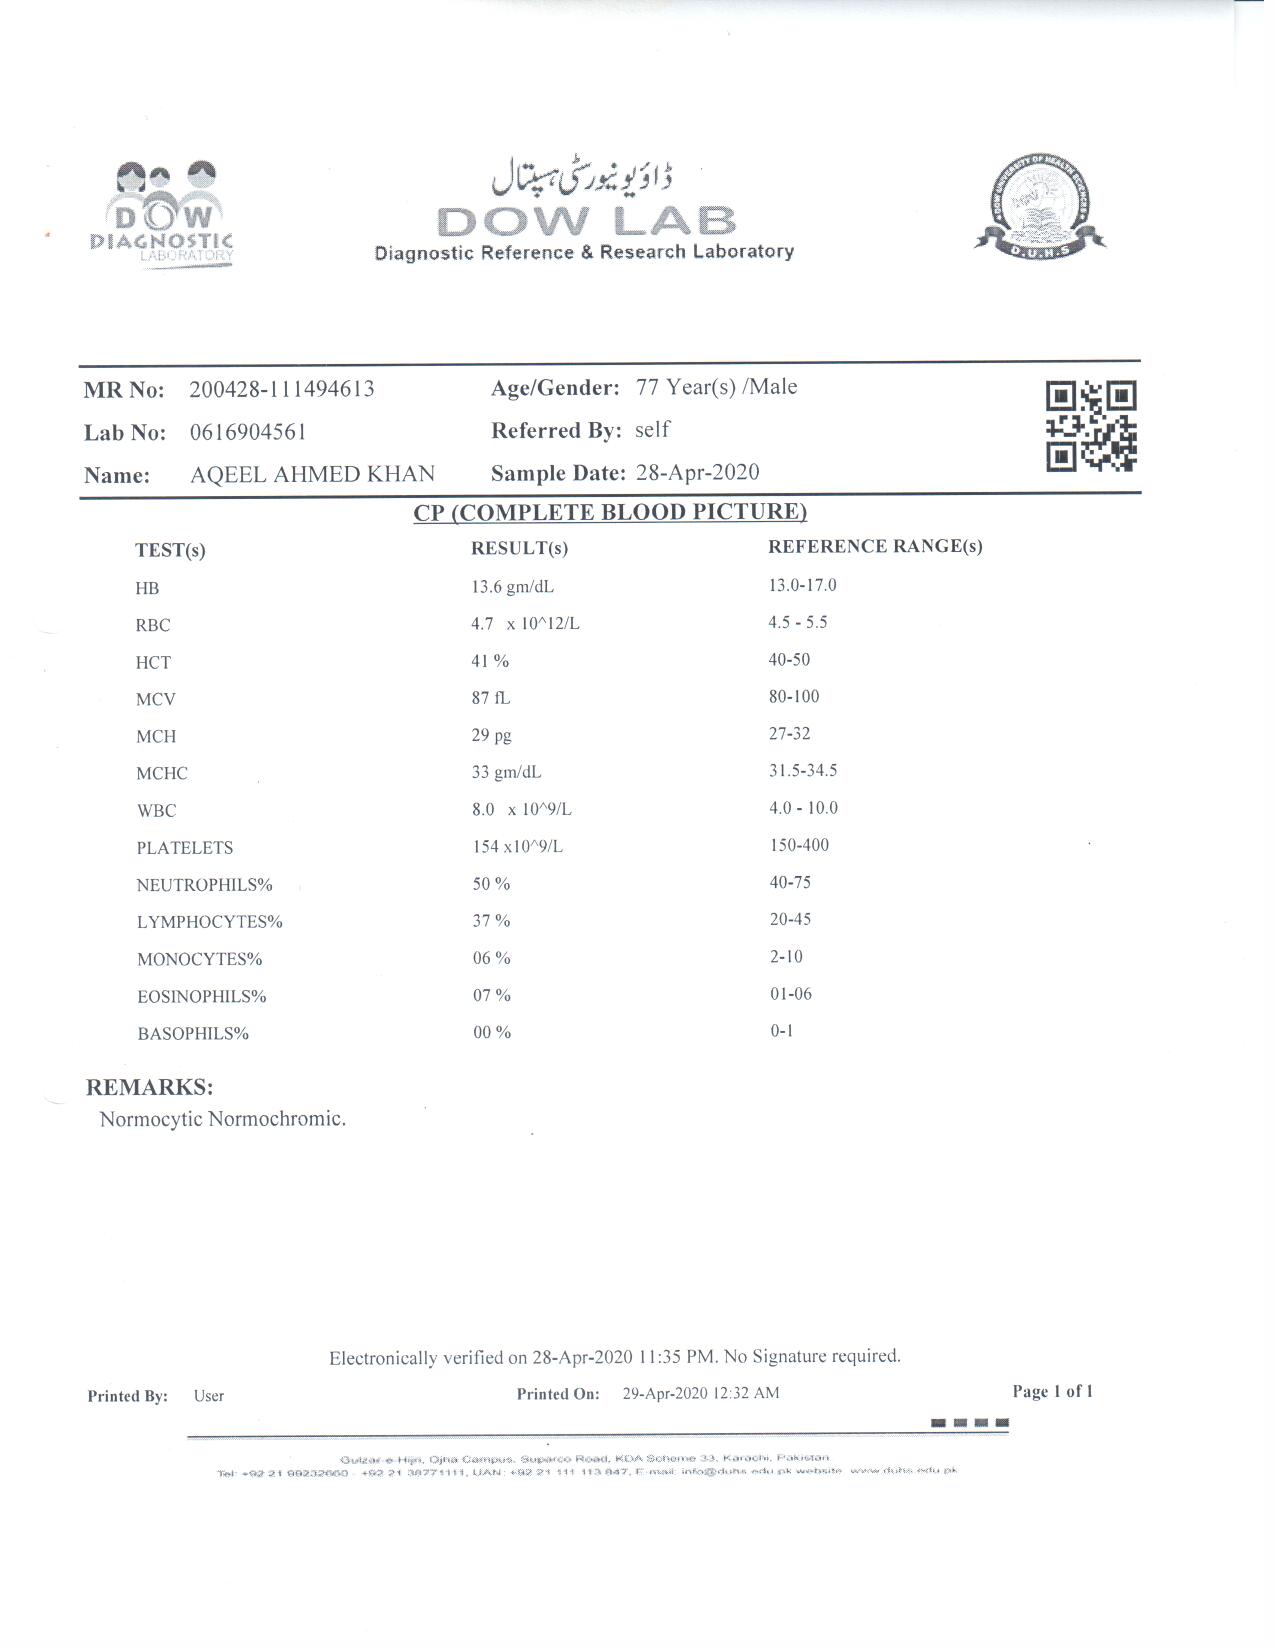 DOW
DIAGNOSTIC
LABORATORY
ڈاؤ یونیورسٹی ہسپتال
DOW LAB
Diagnostic Reference & Research Laboratory
DOW UNIVERSITY OF HEALTH SCIENCES
D.U.H.S
MR No: 200428-111494613 Age/Gender: 77 Year(s) /Male
Lab No: 0616904561 Referred By: self
Name: AQEEL AHMED KHAN Sample Date: 28-Apr-2020
CP (COMPLETE BLOOD PICTURE)
TEST(s) RESULT(s) REFERENCE RANGE(s)
HB 13.6 gm/dL 13.0-17.0
RBC 4.7 x 10^12/L 4.5 - 5.5
HCT 41 % 40-50
MCV 87 fL 80-100
MCH 29 pg 27-32
MCHC 33 gm/dL 31.5-34.5
WBC 8.0 x 10^9/L 4.0 - 10.0
PLATELETS 154 x10^9/L 150-400
NEUTROPHILS% 50 % 40-75
LYMPHOCYTES% 37 % 20-45
MONOCYTES% 06 % 2-10
EOSINOPHILS% 07 % 01-06
BASOPHILS% 00 % 0-1
REMARKS:
Normocytic Normochromic.
Electronically verified on 28-Apr-2020 11:35 PM. No Signature required.
Printed By: User Printed On: 29-Apr-2020 12:32 AM Page 1 of 1
Gulzar-e-Hijri, Ojha Campus, Suparco Road, KDA Scheme 33, Karachi, Pakistan
Tel: +92 21 99232660 - +92 21 38771111, UAN: +92 21 111 113 847, E-mail: info@duhs.edu.pk website www.duhs.edu.pk